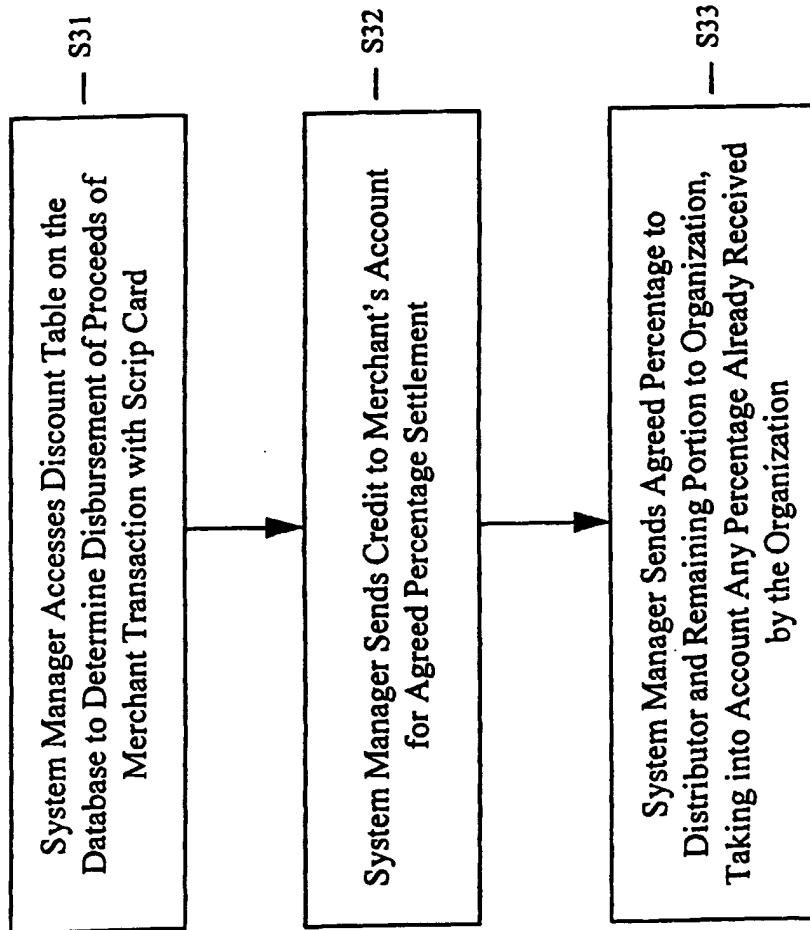 System Manager Accesses Discount Table on the
Database to Determine Disbursement of Proceeds of
Merchant Transaction with Scrip Card
— S31
System Manager Sends Credit to Merchant's Account
for Agreed Percentage Settlement
— S32
System Manager Sends Agreed Percentage to
Distributor and Remaining Portion to Organization,
Taking into Account Any Percentage Already Received
by the Organization
— S33